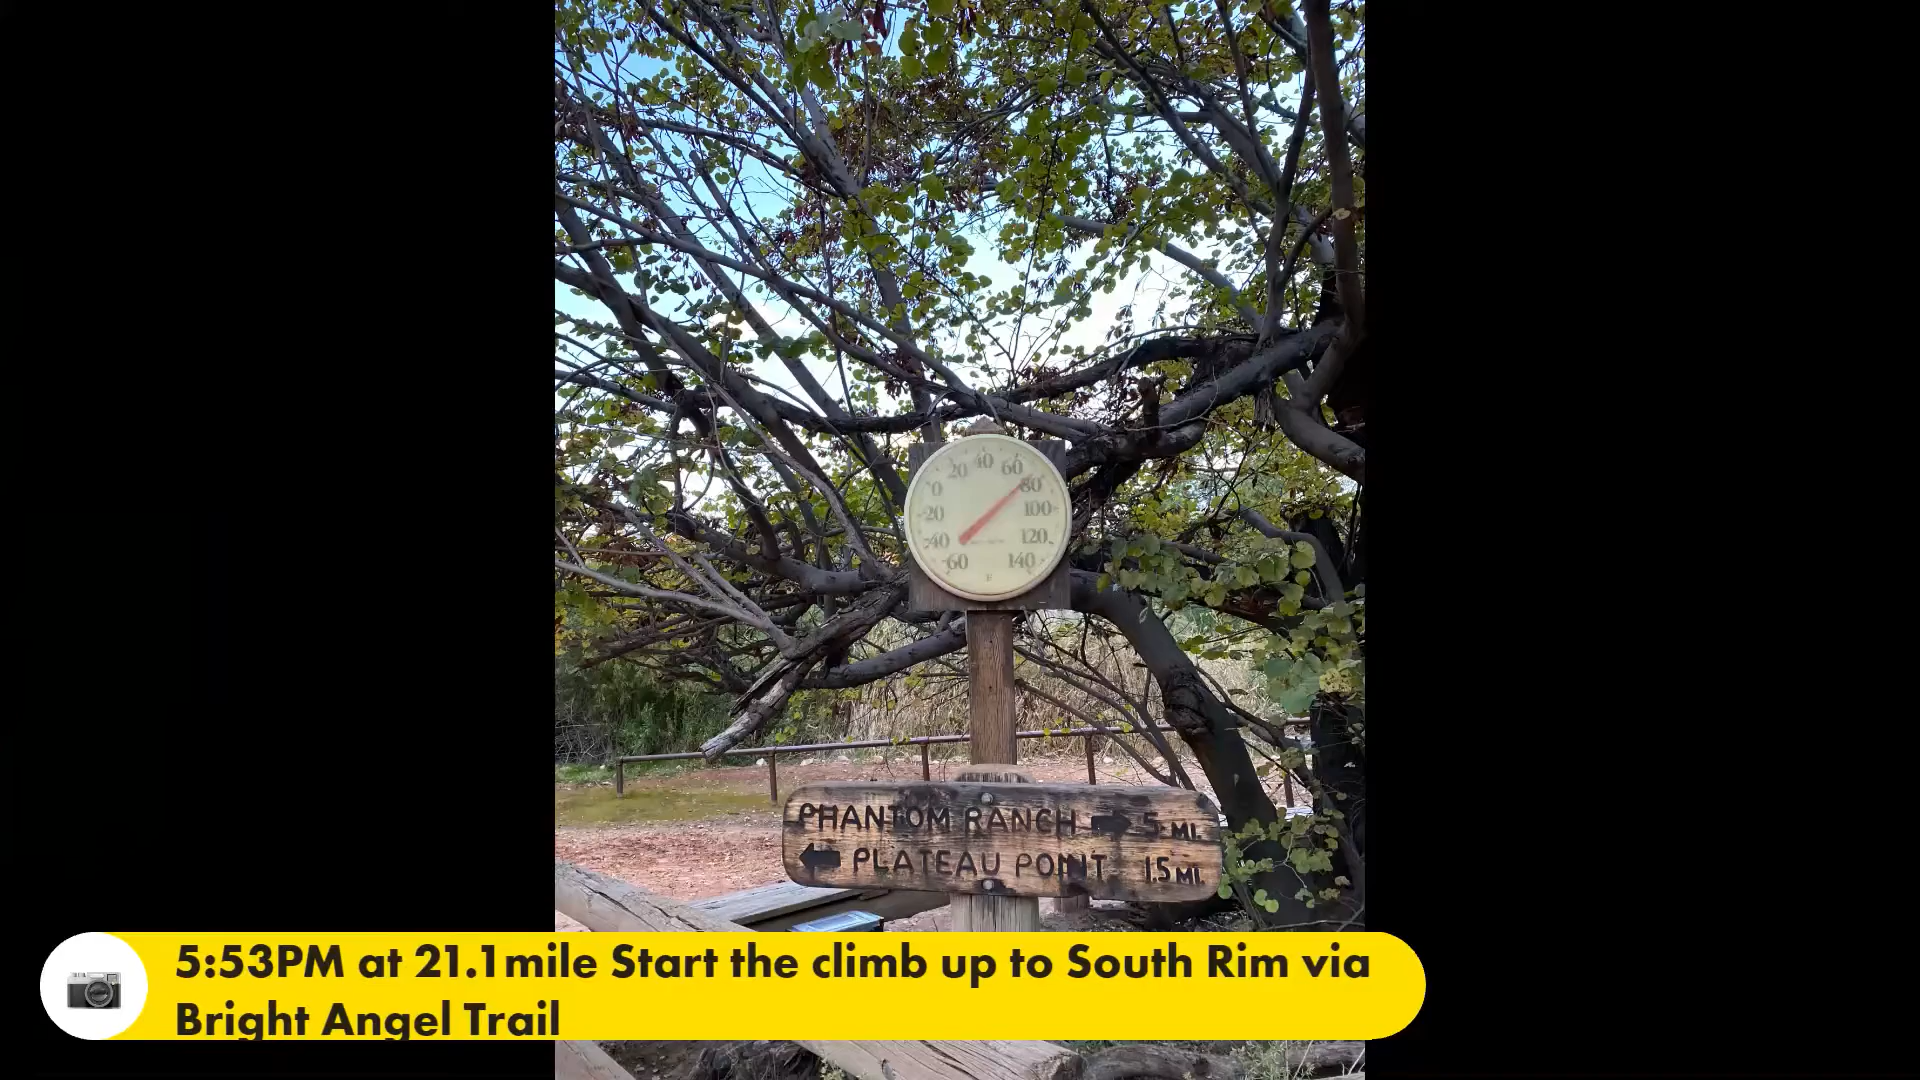 20 40 60
0 80
-20 100
-40 120
-60 140
F
PHANTOM RANCH ➡ 5 MI.
⬅ PLATEAU POINT 1.5 MI.
5:53PM at 21.1mile Start the climb up to South Rim via
Bright Angel Trail